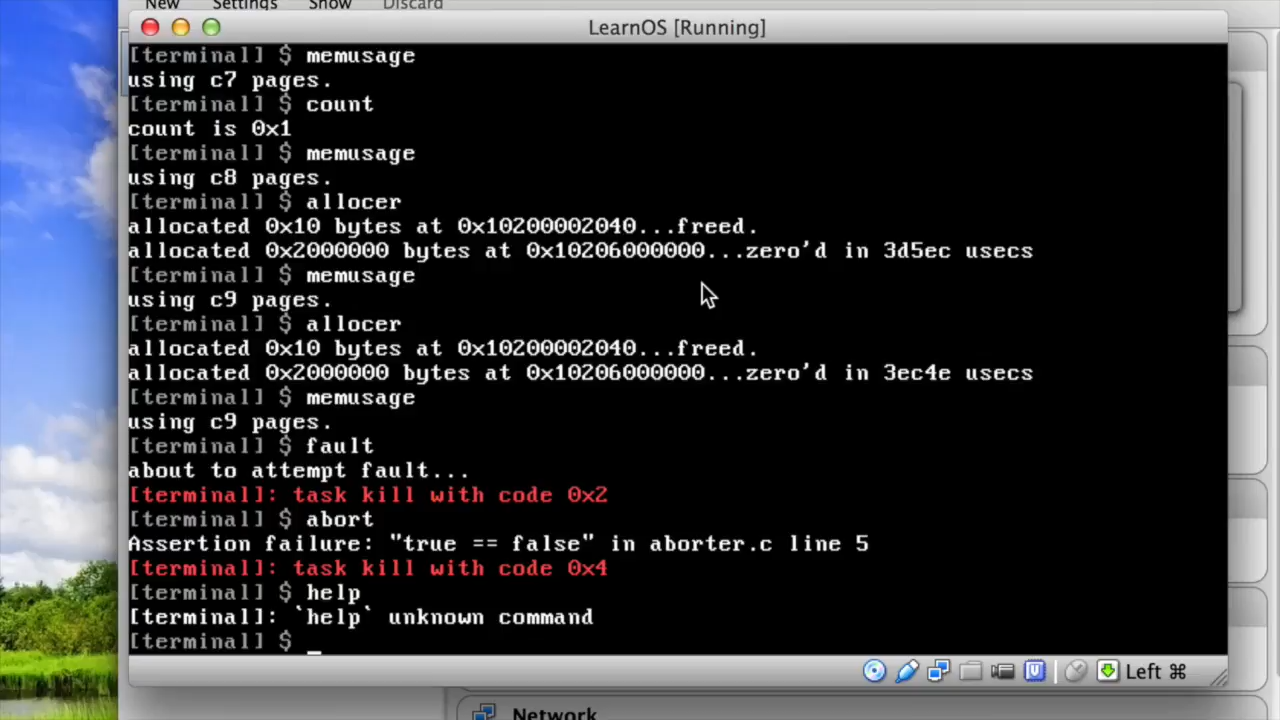 New Settings Show Discard
LearnOS [Running]
[terminal] $ memusage
using c7 pages.
[terminal] $ count
count is 0x1
[terminal] $ memusage
using c8 pages.
[terminal] $ allocer
allocated 0x10 bytes at 0x10200002040...freed.
allocated 0x2000000 bytes at 0x10206000000...zero'd in 3d5ec usecs
[terminal] $ memusage
using c9 pages.
[terminal] $ allocer
allocated 0x10 bytes at 0x10200002040...freed.
allocated 0x2000000 bytes at 0x10206000000...zero'd in 3ec4e usecs
[terminal] $ memusage
using c9 pages.
[terminal] $ fault
about to attempt fault...
[terminal]: task kill with code 0x2
[terminal] $ abort
Assertion failure: "true == false" in aborter.c line 5
[terminal]: task kill with code 0x4
[terminal] $ help
[terminal]: `help` unknown command
[terminal] $ _
Left ⌘
Network